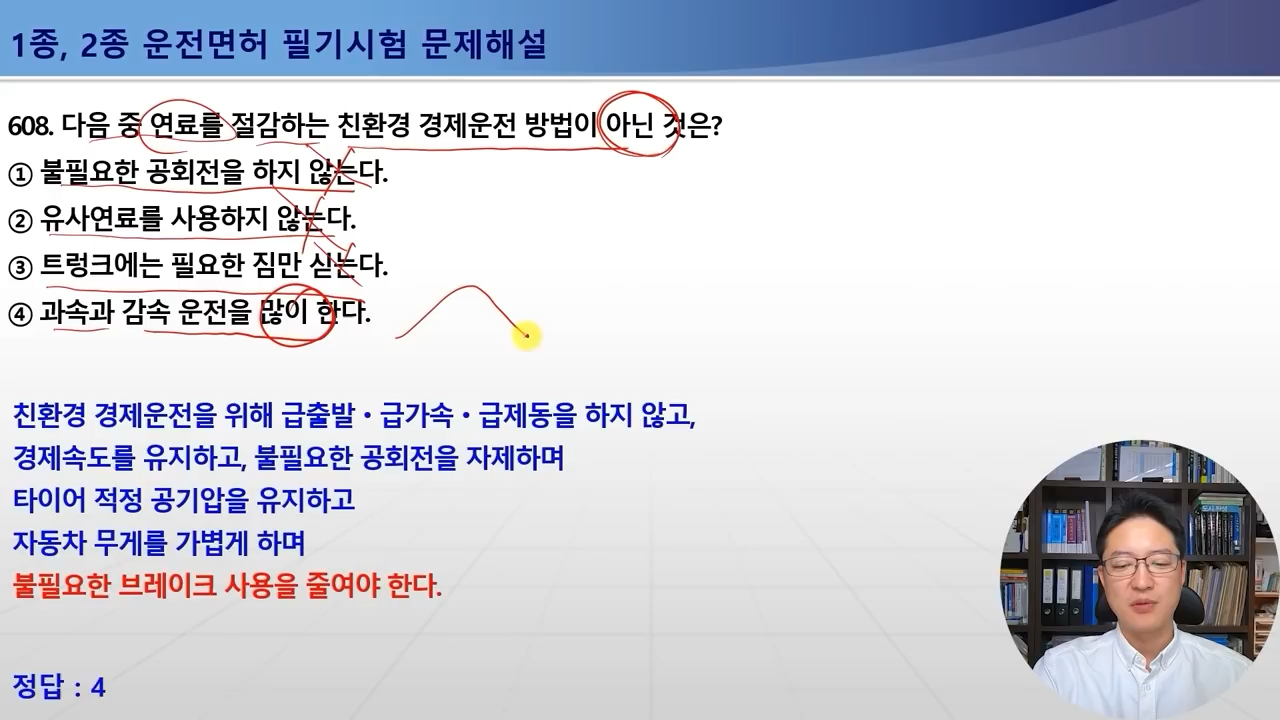 1종, 2종 운전면허 필기시험 문제해설
608. 다음 중 연료를 절감하는 친환경 경제운전 방법이 아닌 것은?
① 불필요한 공회전을 하지 않는다.
② 유사연료를 사용하지 않는다.
③ 트렁크에는 필요한 짐만 싣는다.
④ 과속과 감속 운전을 많이 한다.
친환경 경제운전을 위해 급출발・급가속・급제동을 하지 않고,
경제속도를 유지하고, 불필요한 공회전을 자제하며
타이어 적정 공기압을 유지하고
자동차 무게를 가볍게 하며
불필요한 브레이크 사용을 줄여야 한다.
정답 : 4